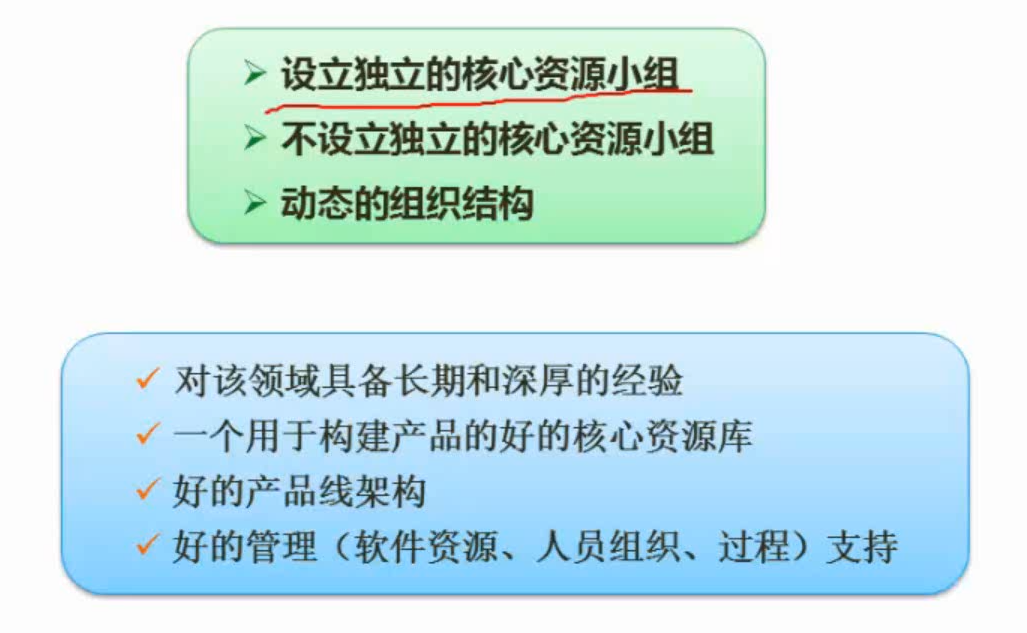 设立独立的核心资源小组
不设立独立的核心资源小组
动态的组织结构
对该领域具备长期和深厚的经验
一个用于构建产品的好的核心资源库
好的产品线架构
好的管理（软件资源、人员组织、过程）支持